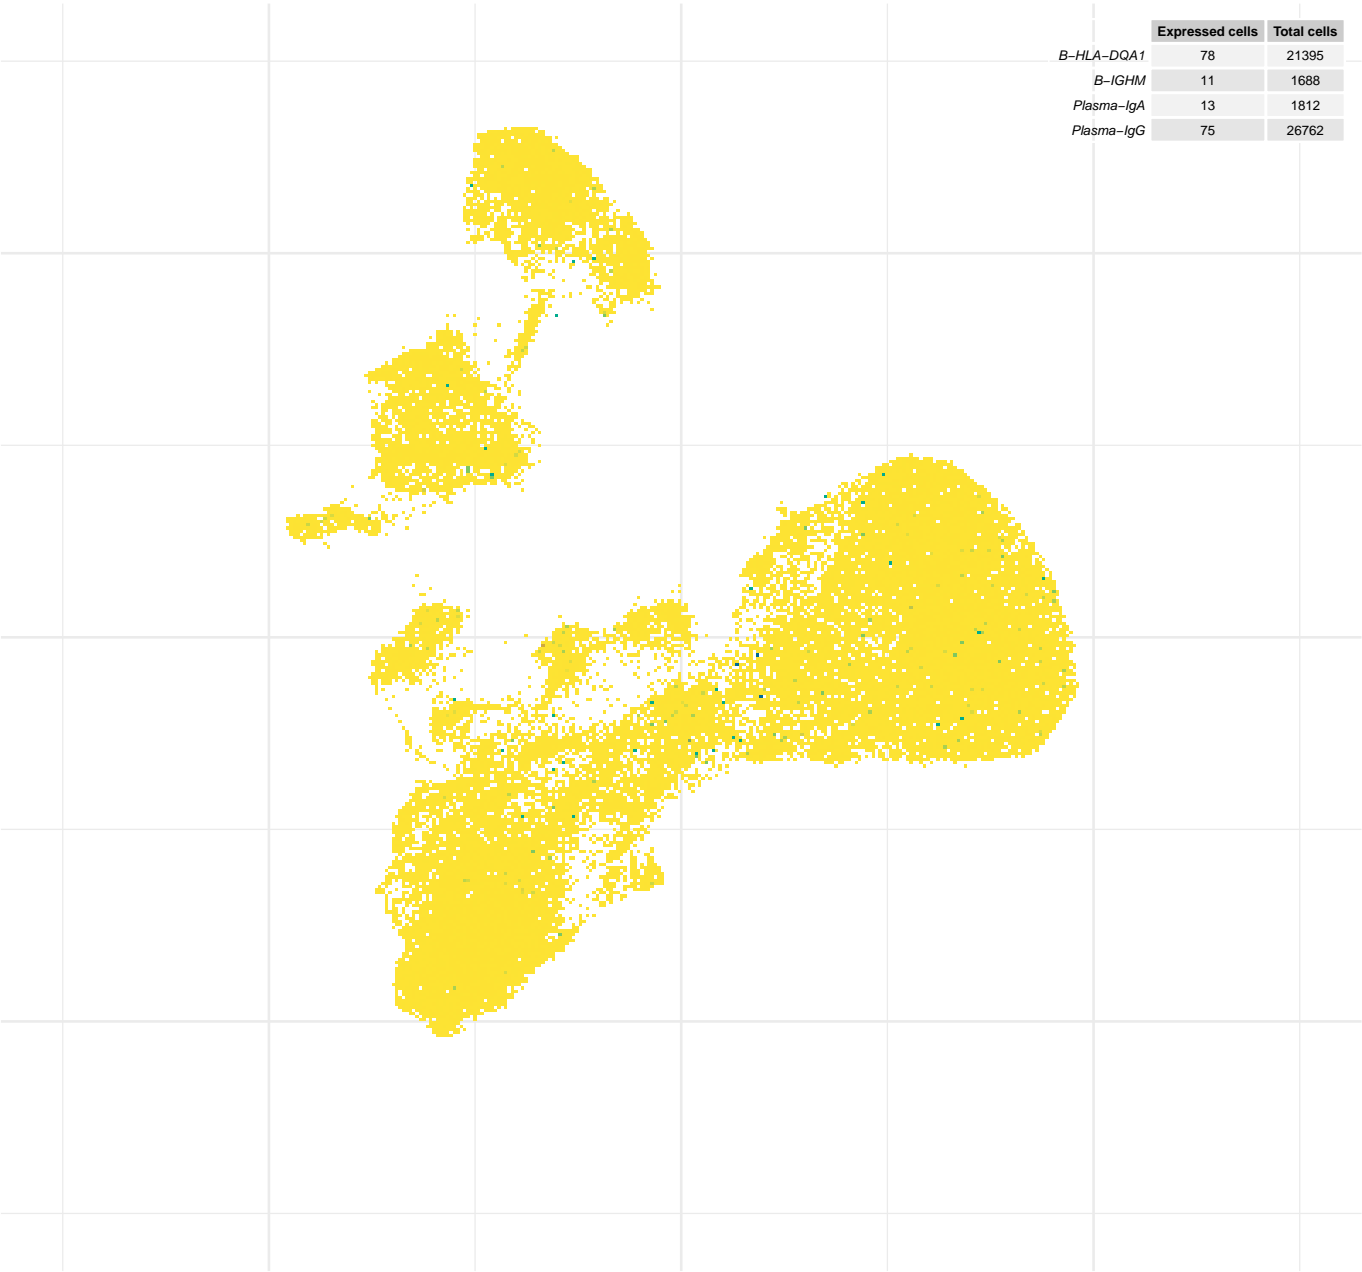 Expressed cells Total cells
B−HLA−DQA1 78 21395
B−IGHM 11 1688
Plasma−IgA 13 1812
Plasma−IgG 75 26762